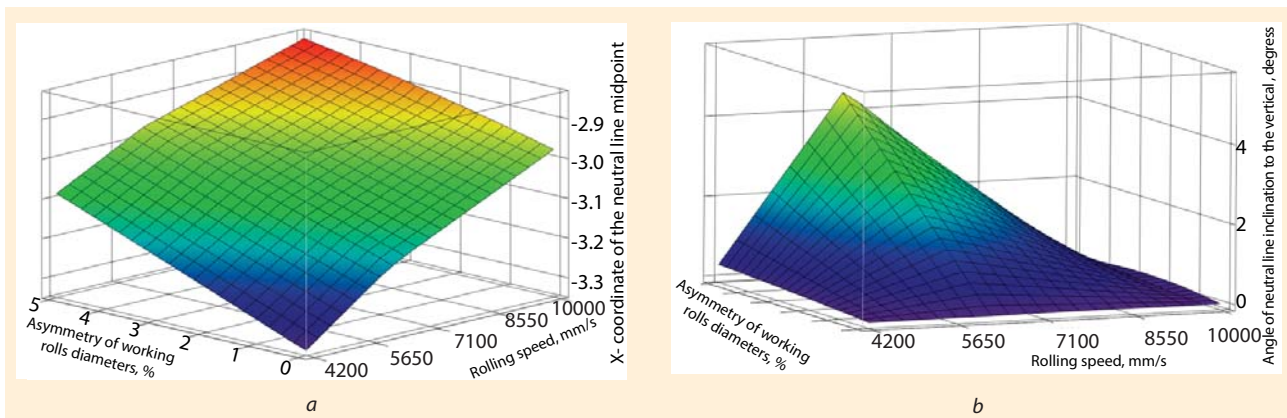 -2.9
-3.0
-3.1
-3.2
-3.3
X- coordinate of the neutral line midpoint
5
4
3
2
1
0
Asymmetry of working
rolls diameters, %
4200
5650
7100
8550
10000
Rolling speed, mm/s
a
4
2
0
Angle of neutral line inclination to the vertical, degress
Asymmetry of working
rolls diameters, %
4200
5650
7100
8550
10000
Rolling speed, mm/s
b